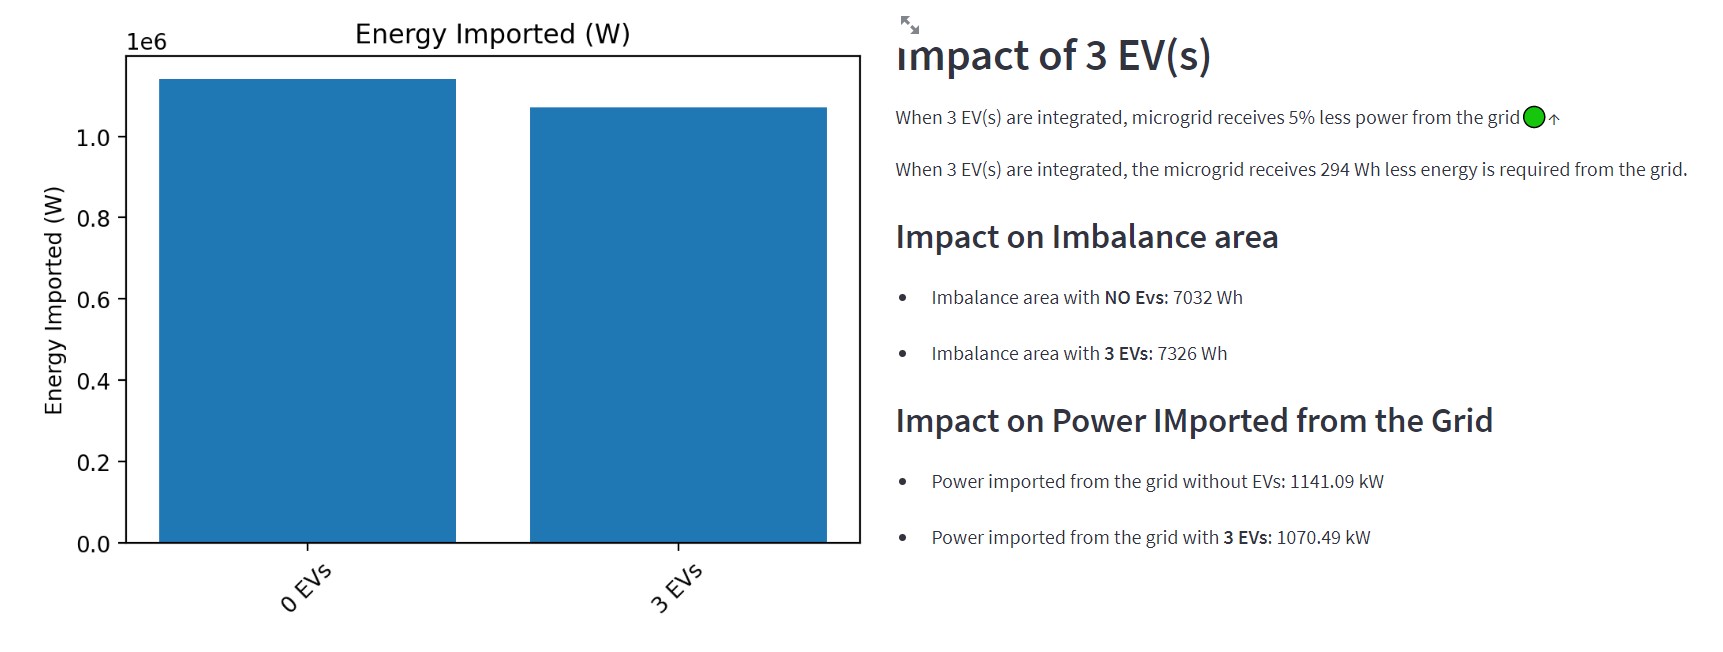 Energy Imported (W)
1e6
Energy Imported (W)
1.0
0.8
0.6
0.4
0.2
0.0
0 EVs
3 EVs
Impact of 3 EV(s)
When 3 EV(s) are integrated, microgrid receives 5% less power from the grid🟢↑
When 3 EV(s) are integrated, the microgrid receives 294 Wh less energy is required from the grid.
Impact on Imbalance area
• Imbalance area with NO Evs: 7032 Wh
• Imbalance area with 3 EVs: 7326 Wh
Impact on Power IMported from the Grid
• Power imported from the grid without EVs: 1141.09 kW
• Power imported from the grid with 3 EVs: 1070.49 kW